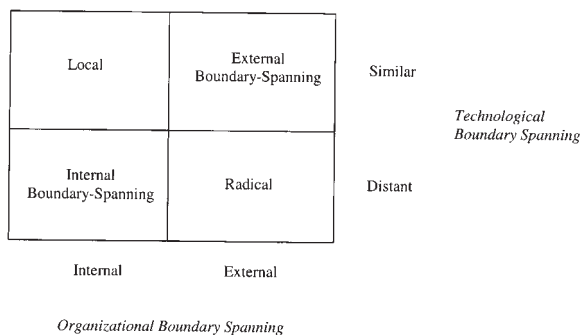 Local
External
Boundary-Spanning
Similar
Technological
Boundary Spanning
Internal
Boundary-Spanning
Radical
Distant
Internal
External
Organizational Boundary Spanning